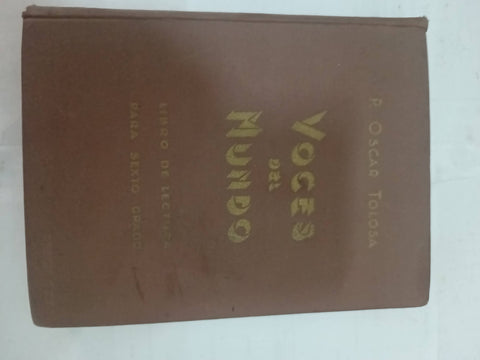 P. OSCAR TOLOSA
VOCES
DEL
MUNDO
LIBRO DE LECTURA
PARA SEXTO GRADO